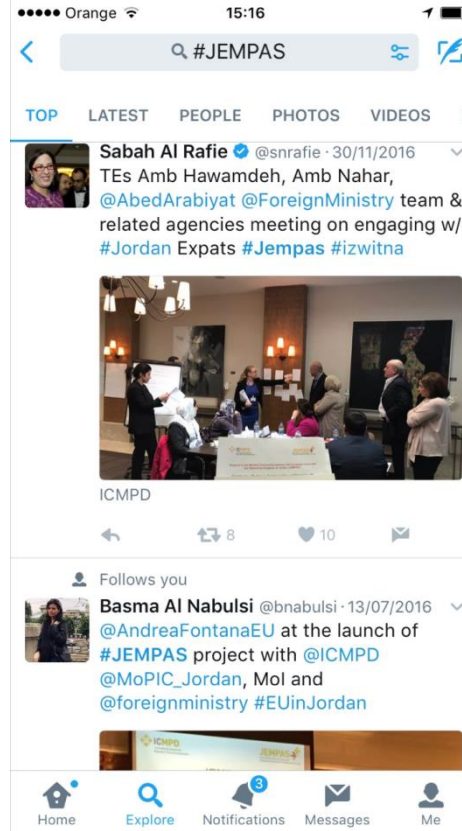 Orange 15:16
#JEMPAS
TOP LATEST PEOPLE PHOTOS VIDEOS
Sabah Al Rafie @snrafie · 30/11/2016
TEs Amb Hawamdeh, Amb Nahar,
@AbedArabiyat @ForeignMinistry team &
related agencies meeting on engaging w/
#Jordan Expats #Jempas #izwitna
ICMPD
8 10
Follows you
Basma Al Nabulsi @bnabulsi · 13/07/2016
@AndreaFontanaEU at the launch of
#JEMPAS project with @ICMPD
@MoPIC_Jordan, MoI and
@foreignministry #EUinJordan
ICMPD JEMPAS
3
Home Explore Notifications Messages Me